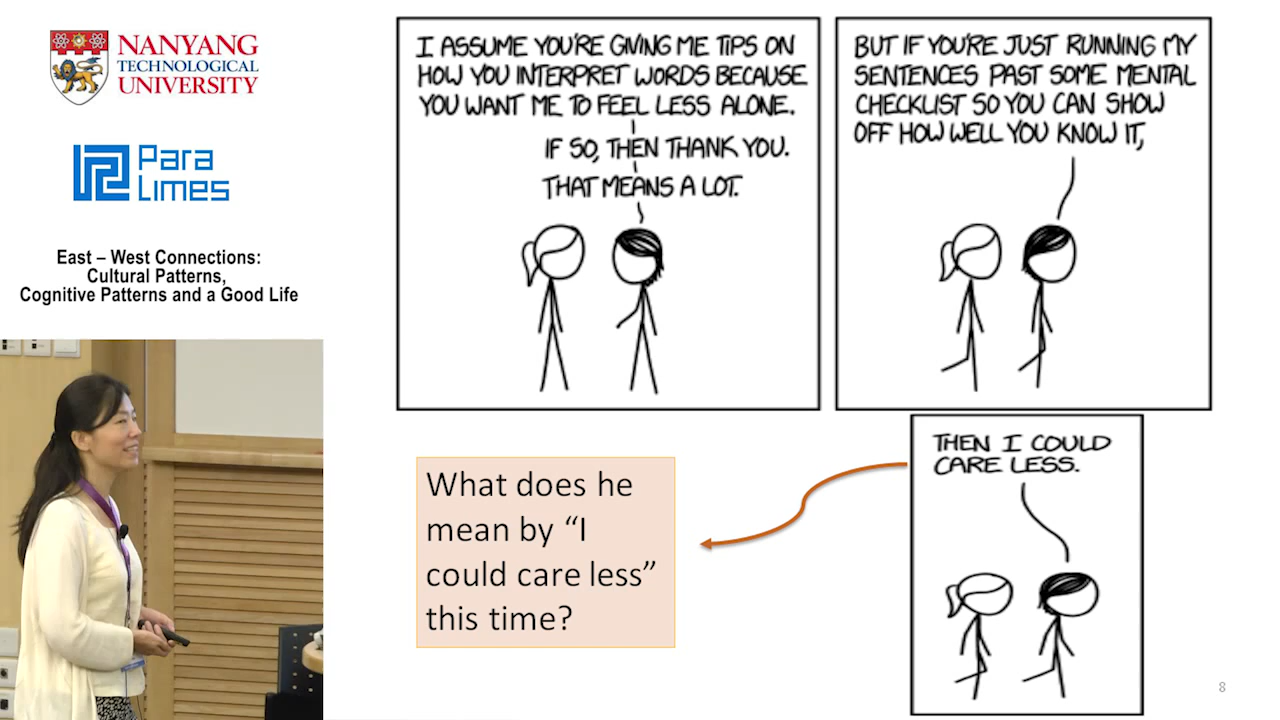 NANYANG
TECHNOLOGICAL
UNIVERSITY
Para
Limes
East – West Connections:
Cultural Patterns,
Cognitive Patterns and a Good Life
I ASSUME YOU'RE GIVING ME TIPS ON
HOW YOU INTERPRET WORDS BECAUSE
YOU WANT ME TO FEEL LESS ALONE.
IF SO, THEN THANK YOU.
THAT MEANS A LOT.
BUT IF YOU'RE JUST RUNNING MY
SENTENCES PAST SOME MENTAL
CHECKLIST SO YOU CAN SHOW
OFF HOW WELL YOU KNOW IT,
THEN I COULD
CARE LESS.
What does he
mean by “I
could care less”
this time?
8